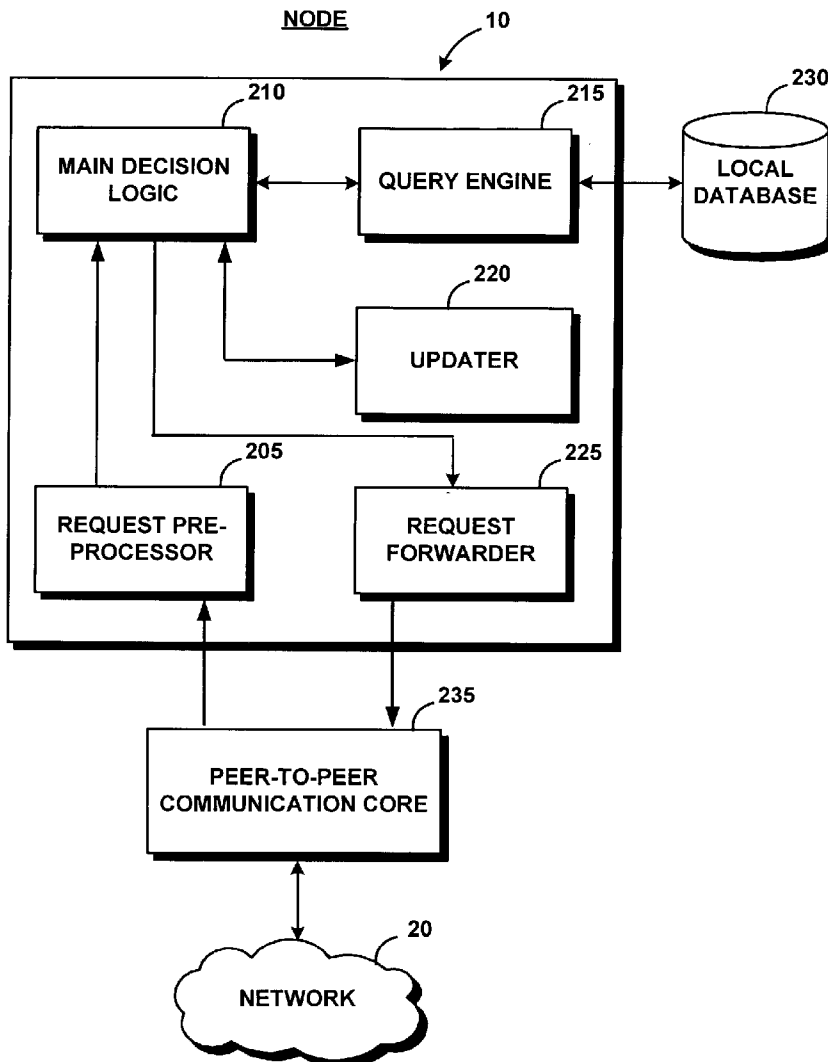 NODE
10
210
215
230
MAIN DECISION
LOGIC
QUERY ENGINE
LOCAL
DATABASE
220
UPDATER
205
225
REQUEST PRE-
PROCESSOR
REQUEST
FORWARDER
235
PEER-TO-PEER
COMMUNICATION CORE
20
NETWORK